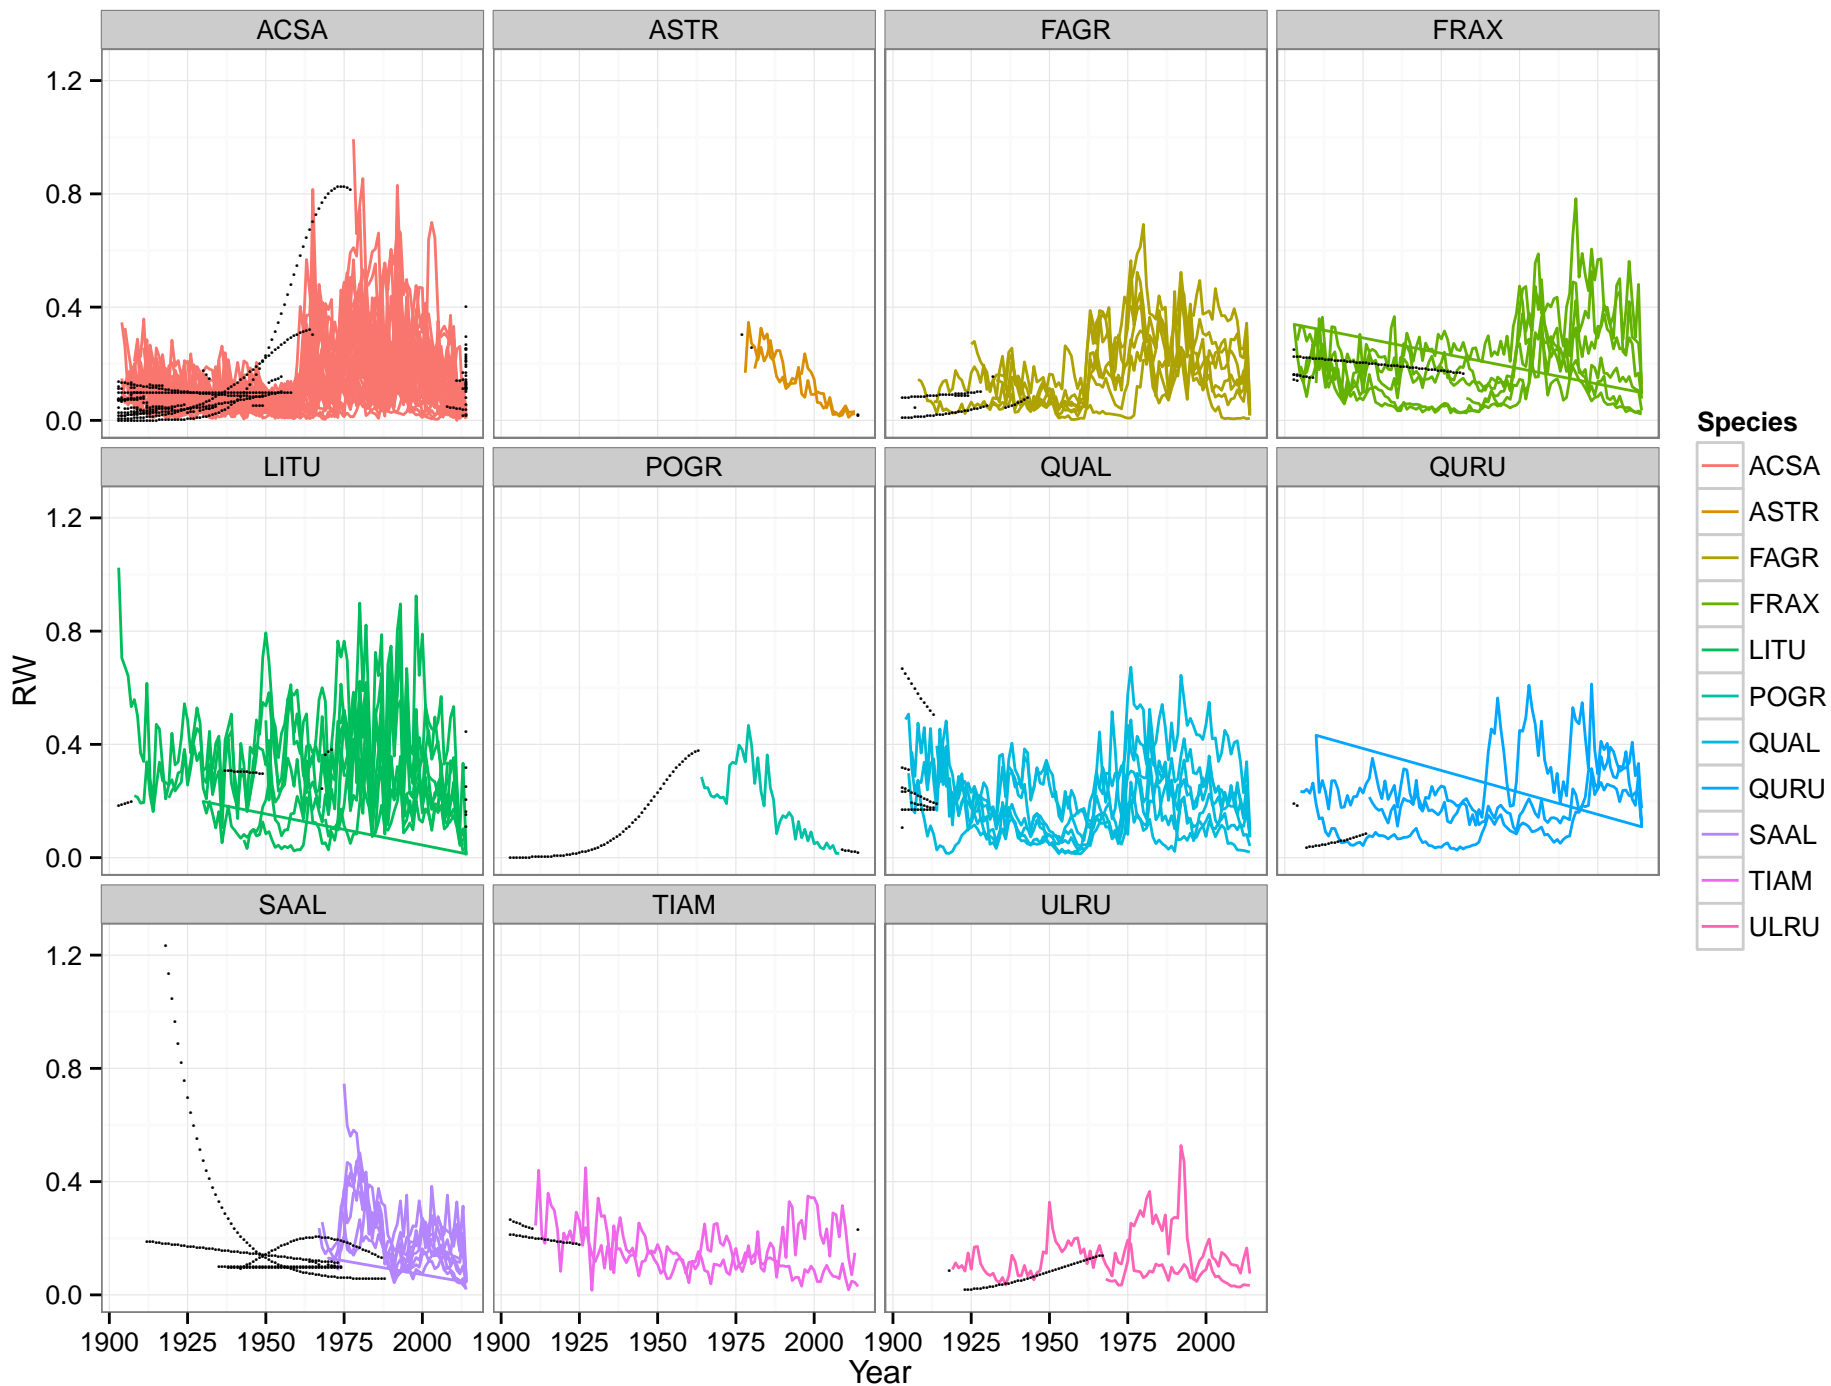 ACSA ASTR FAGR FRAX
1.2
0.8
0.4
0.0
LITU POGR QUAL QURU
1.2
0.8
0.4
0.0
SAAL TIAM ULRU
1.2
0.8
0.4
0.0
1900 1925 1950 1975 2000 1900 1925 1950 1975 2000 1900 1925 1950 1975 2000
Year
RW
Species
ACSA
ASTR
FAGR
FRAX
LITU
POGR
QUAL
QURU
SAAL
TIAM
ULRU